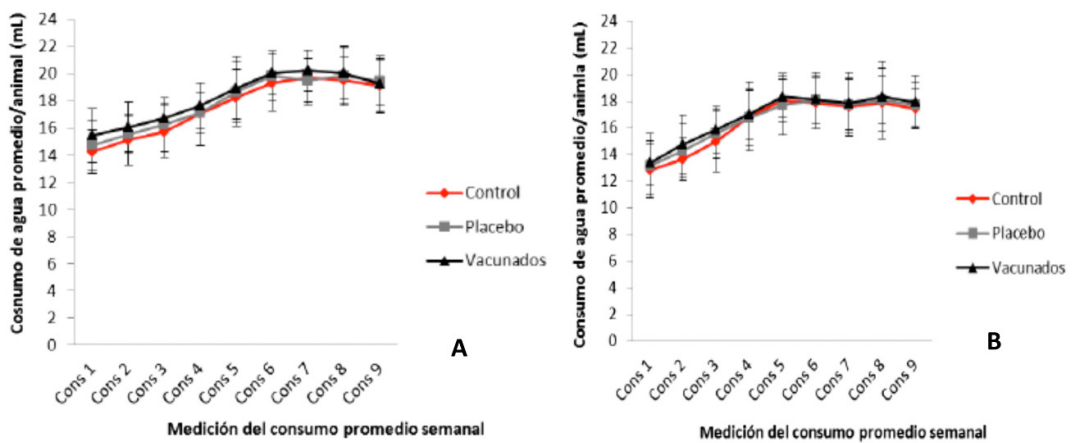 Cosnumo de agua promedio/animal (mL)
24
22
20
18
16
14
12
10
8
6
4
2
0
Cons 1
Cons 2
Cons 3
Cons 4
Cons 5
Cons 6
Cons 7
Cons 8
Cons 9
Medición del consumo promedio semanal
Control
Placebo
Vacunados
A
Consumo de agua promedio/animla (mL)
24
22
20
18
16
14
12
10
8
6
4
2
0
Cons 1
Cons 2
Cons 3
Cons 4
Cons 5
Cons 6
Cons 7
Cons 8
Cons 9
Medición del consumo promedio semanal
Control
Placebo
Vacunados
B